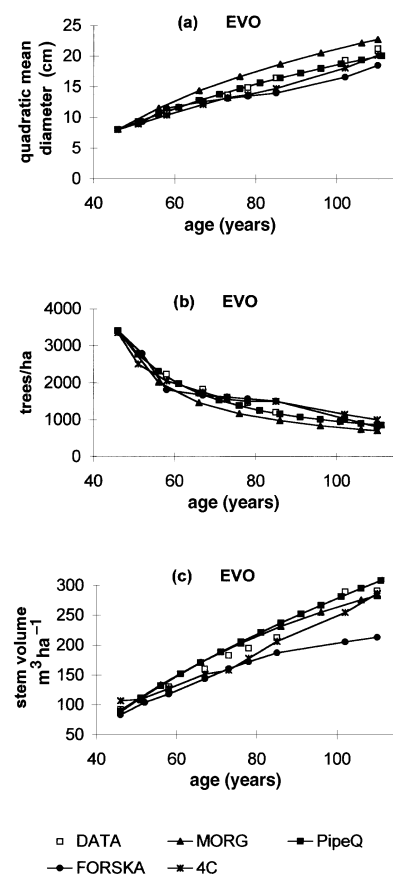 (a) EVO
25
20
15
10
5
0
quadratic mean
diameter (cm)
40 60 80 100
age (years)
(b) EVO
4000
3000
2000
1000
0
trees/ha
40 60 80 100
age (years)
(c) EVO
300
250
200
150
100
50
stem volume
m³ha⁻¹
40 60 80 100
age (years)
DATA MORG PipeQ
FORSKA 4C